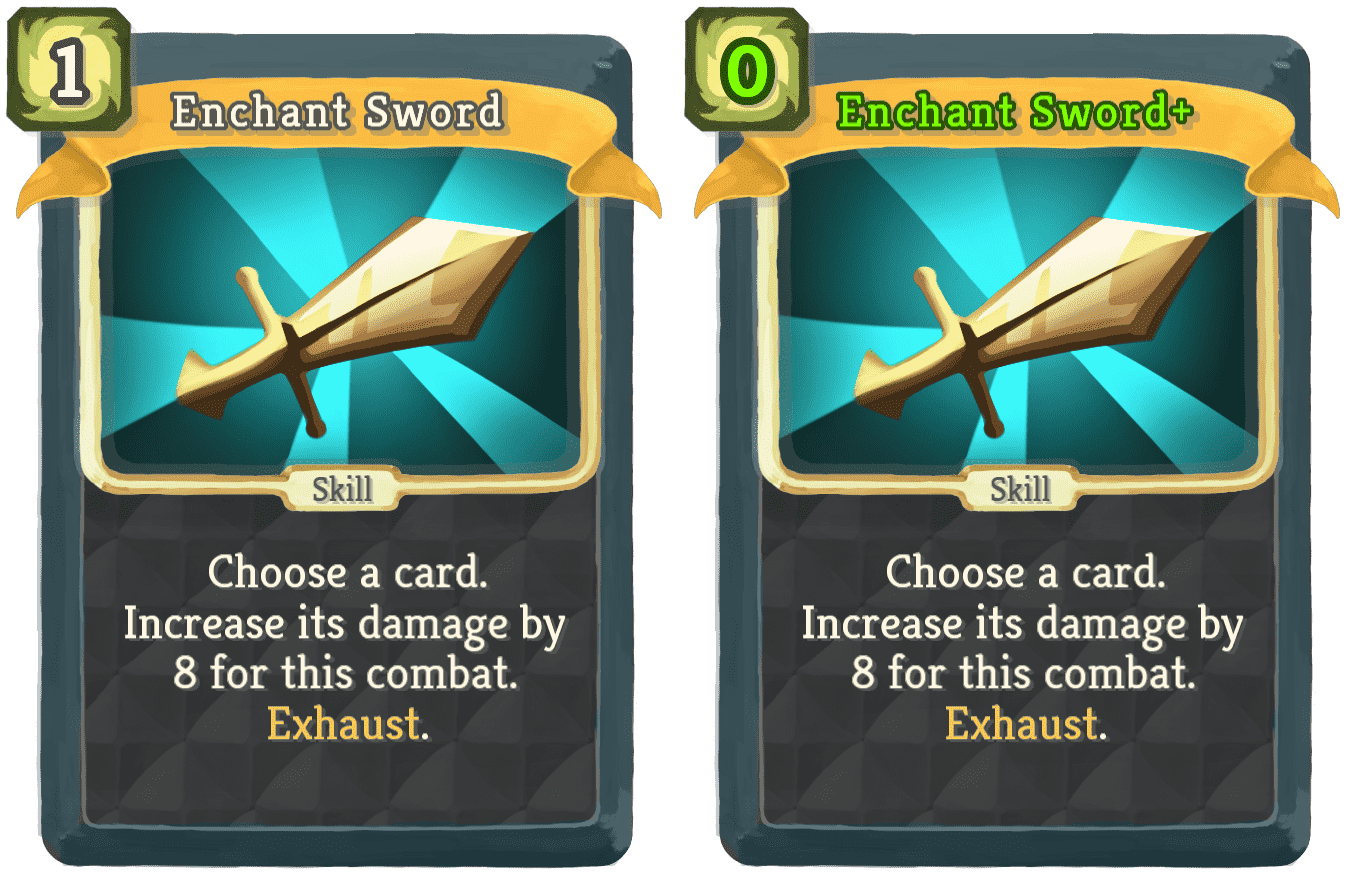 1
Enchant Sword
Skill
Choose a card.
Increase its damage by
8 for this combat.
Exhaust.
0
Enchant Sword+
Skill
Choose a card.
Increase its damage by
8 for this combat.
Exhaust.